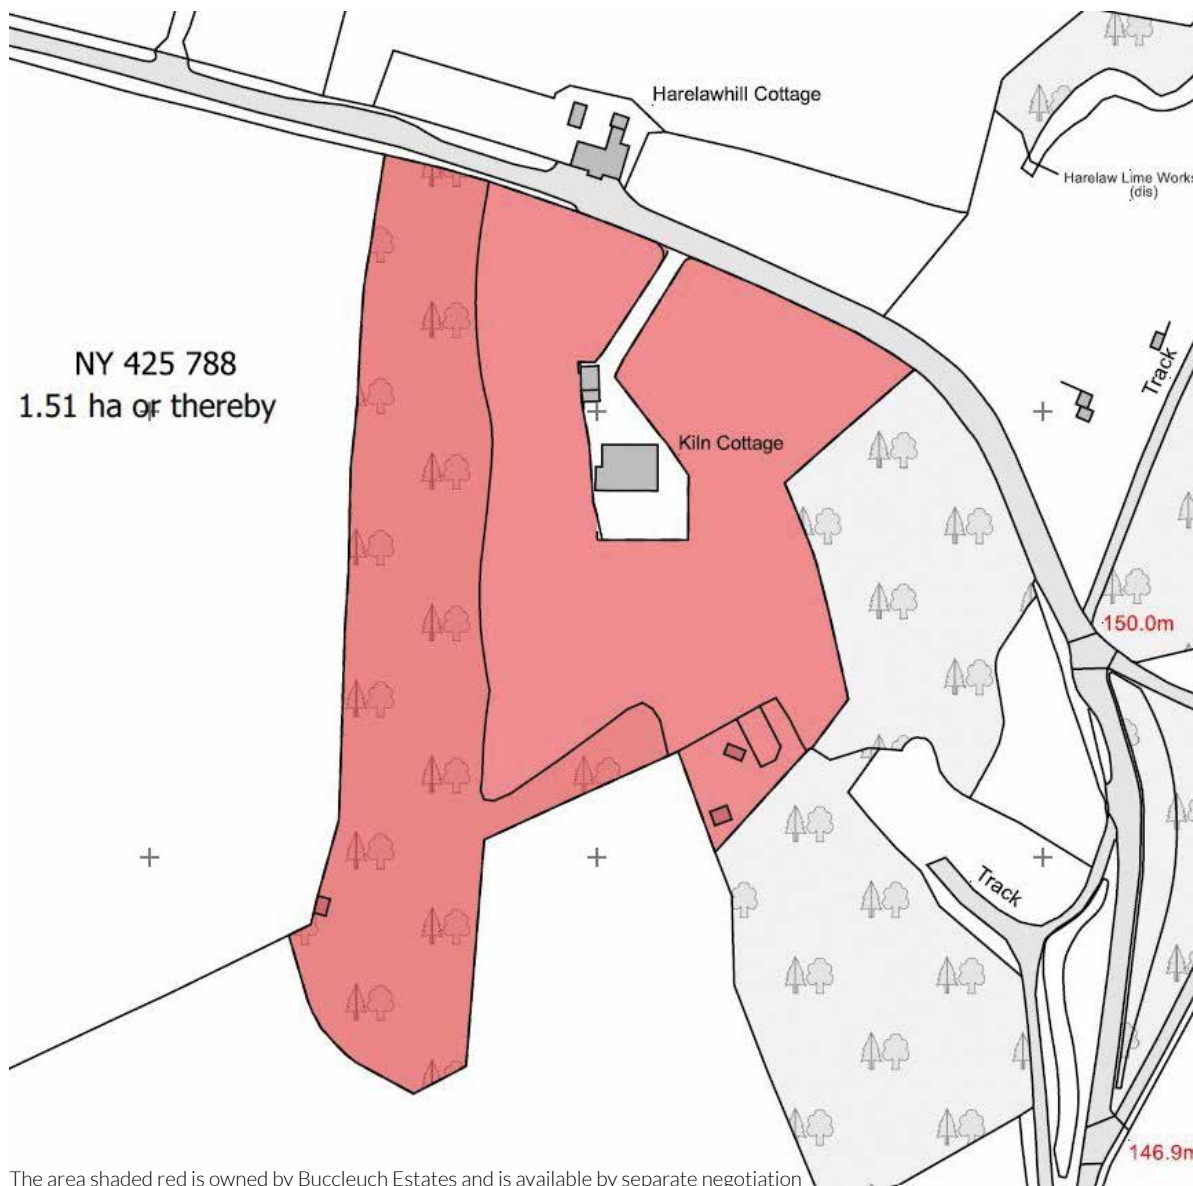 Harelawhill Cottage
Harelaw Lime Works
(dis)
NY 425 788
1.51 ha or thereby
Track
Kiln Cottage
150.0m
Track
146.9m
The area shaded red is owned by Buccleuch Estates and is available by separate negotiation